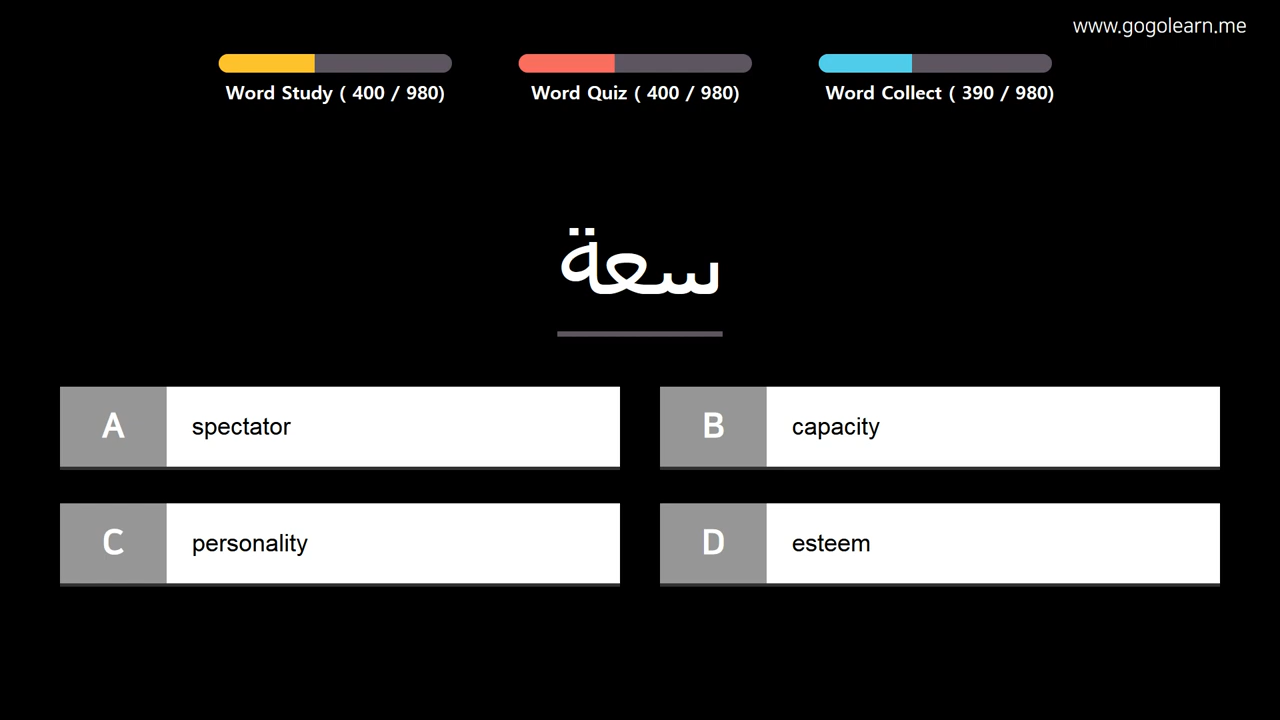 www.gogolearn.me
Word Study ( 400 / 980)
Word Quiz ( 400 / 980)
Word Collect ( 390 / 980)
سعة
A spectator
B capacity
C personality
D esteem